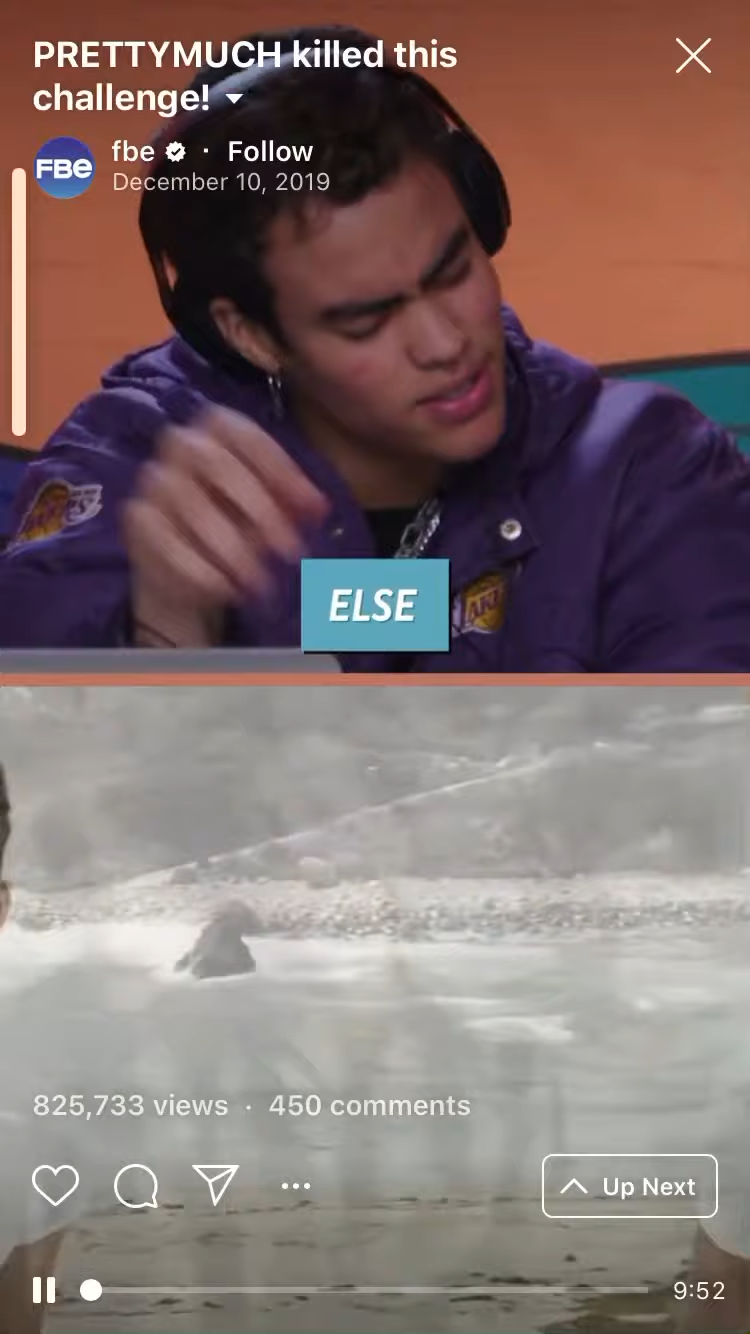 PRETTYMUCH killed this
challenge!
FBE
fbe · Follow
December 10, 2019
LAKERS
ELSE
825,733 views · 450 comments
Up Next
9:52